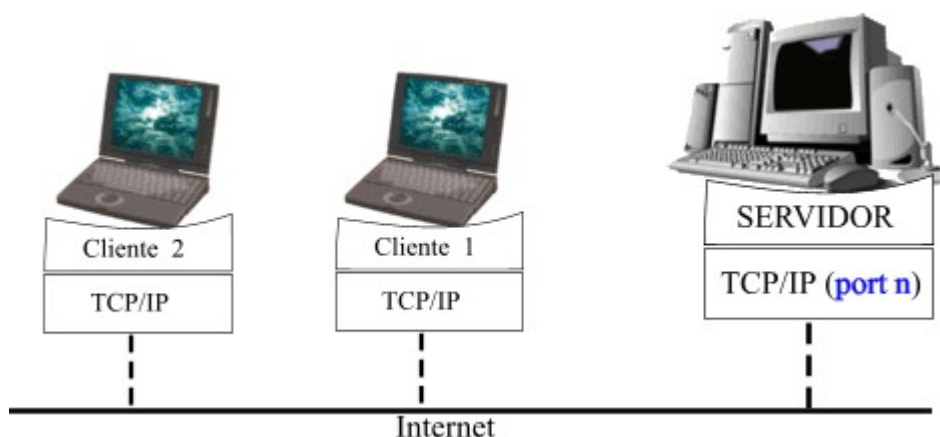 Cliente 2
TCP/IP
Cliente 1
TCP/IP
SERVIDOR
TCP/IP (port n)
Internet